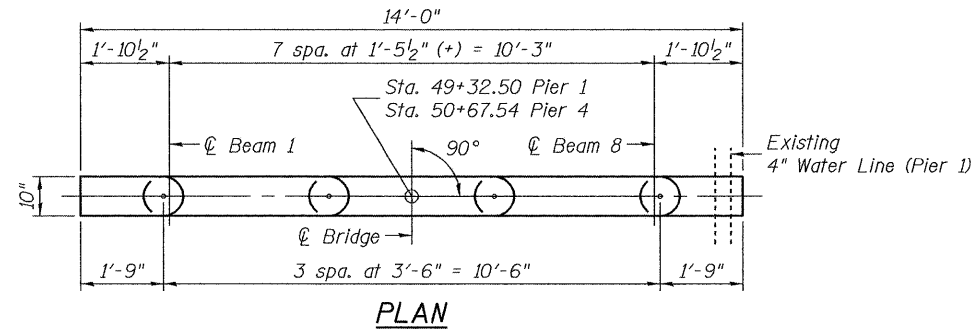 14'-0"
1'-10½" 7 spa. at 1'-5½" (+) = 10'-3" 1'-10½"
Sta. 49+32.50 Pier 1
Sta. 50+67.54 Pier 4
℄ Beam 1 90° ℄ Beam 8 Existing
4" Water Line (Pier 1)
10"
℄ Bridge
1'-9" 3 spa. at 3'-6" = 10'-6" 1'-9"
PLAN